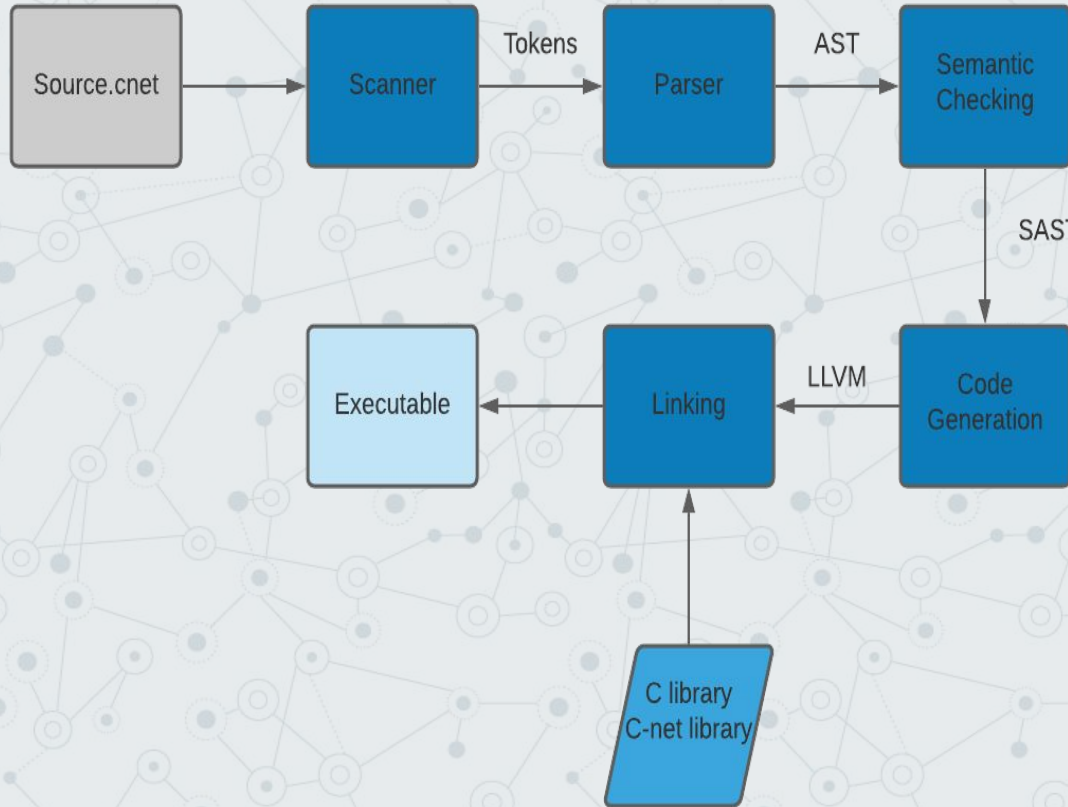 Source.cnet
Scanner
Tokens
Parser
AST
Semantic
Checking
SAST
Code
Generation
LLVM
Linking
Executable
C library
C-net library